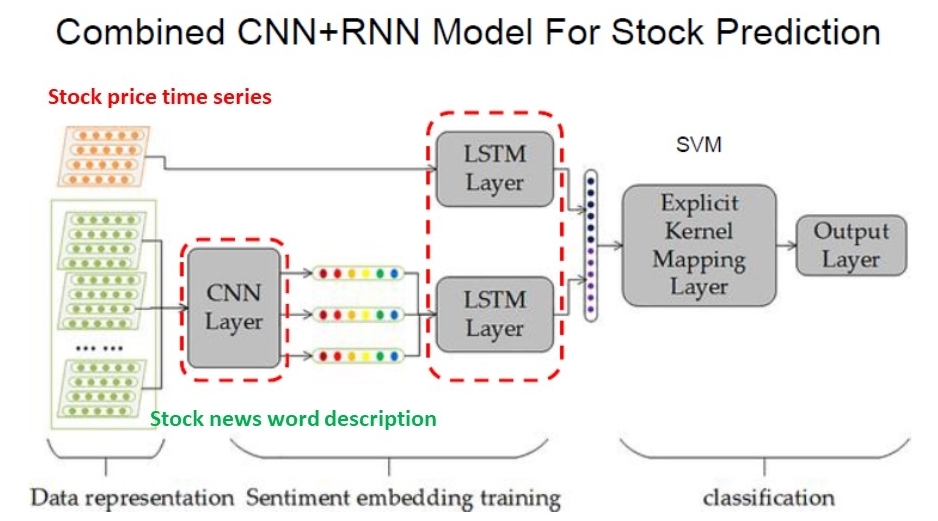 Combined CNN+RNN Model For Stock Prediction
Stock price time series
LSTM
Layer
SVM
Explicit
Kernel
Mapping
Layer
Output
Layer
CNN
Layer
LSTM
Layer
... ...
Stock news word description
Data representation
Sentiment embedding training
classification